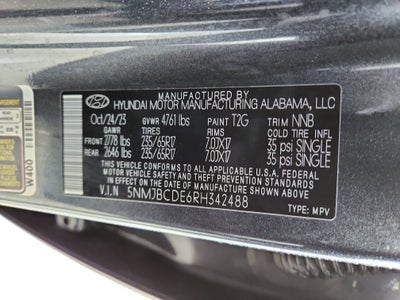 MANUFACTURED BY
HYUNDAI MOTOR MANUFACTURING ALABAMA, LLC
Oct/24/23 GVWR 4761 lbs PAINT T2G TRIM NNB
GAWR TIRES RIMS COLD TIRE INFL
FRONT 2778 lbs 235/65R17 7.0JX17 35 psi SINGLE
REAR 2646 lbs 235/65R17 7.0JX17 35 psi SINGLE
THIS VEHICLE CONFORMS TO ALL APPLICABLE U.S.A. FEDERAL
MOTOR VEHICLE SAFETY STANDARDS IN EFFECT ON THE
DATE OF MANUFACTURE SHOWN ABOVE
V.I.N 5NMJBCDE6RH342488
TYPE: MPV
W400